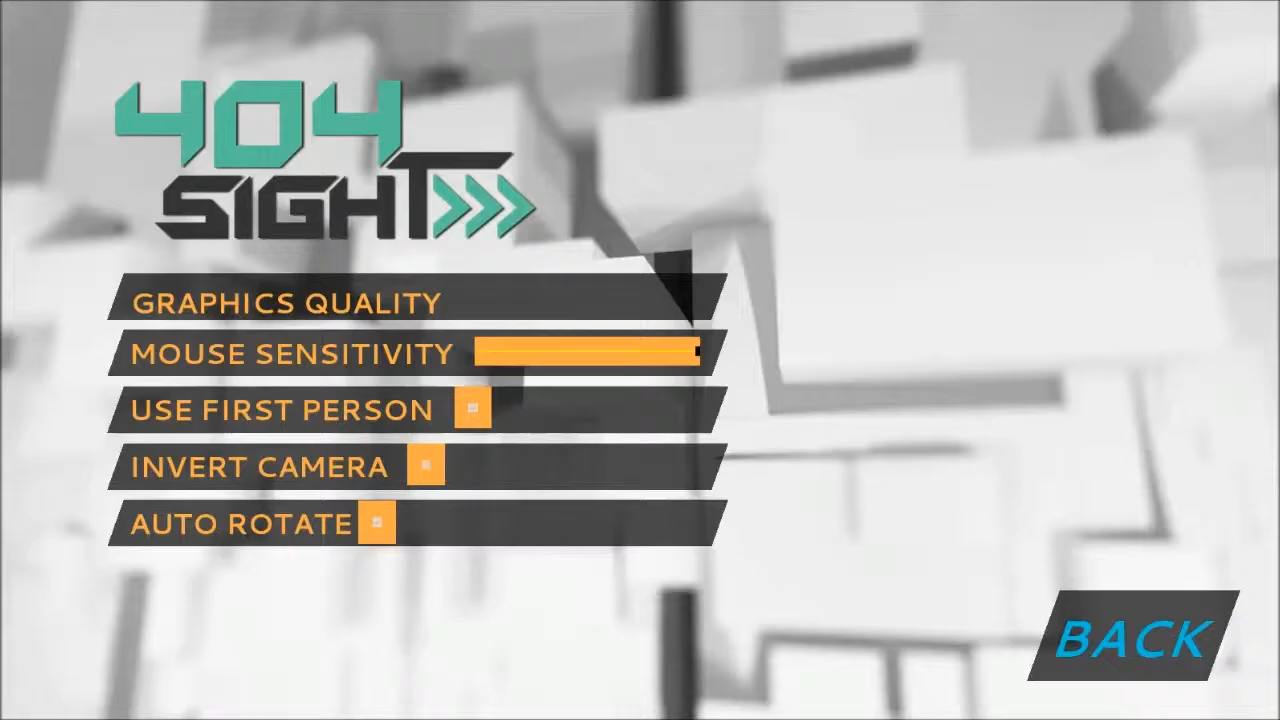 404
SIGHT
GRAPHICS QUALITY
MOUSE SENSITIVITY
USE FIRST PERSON
INVERT CAMERA
AUTO ROTATE
BACK